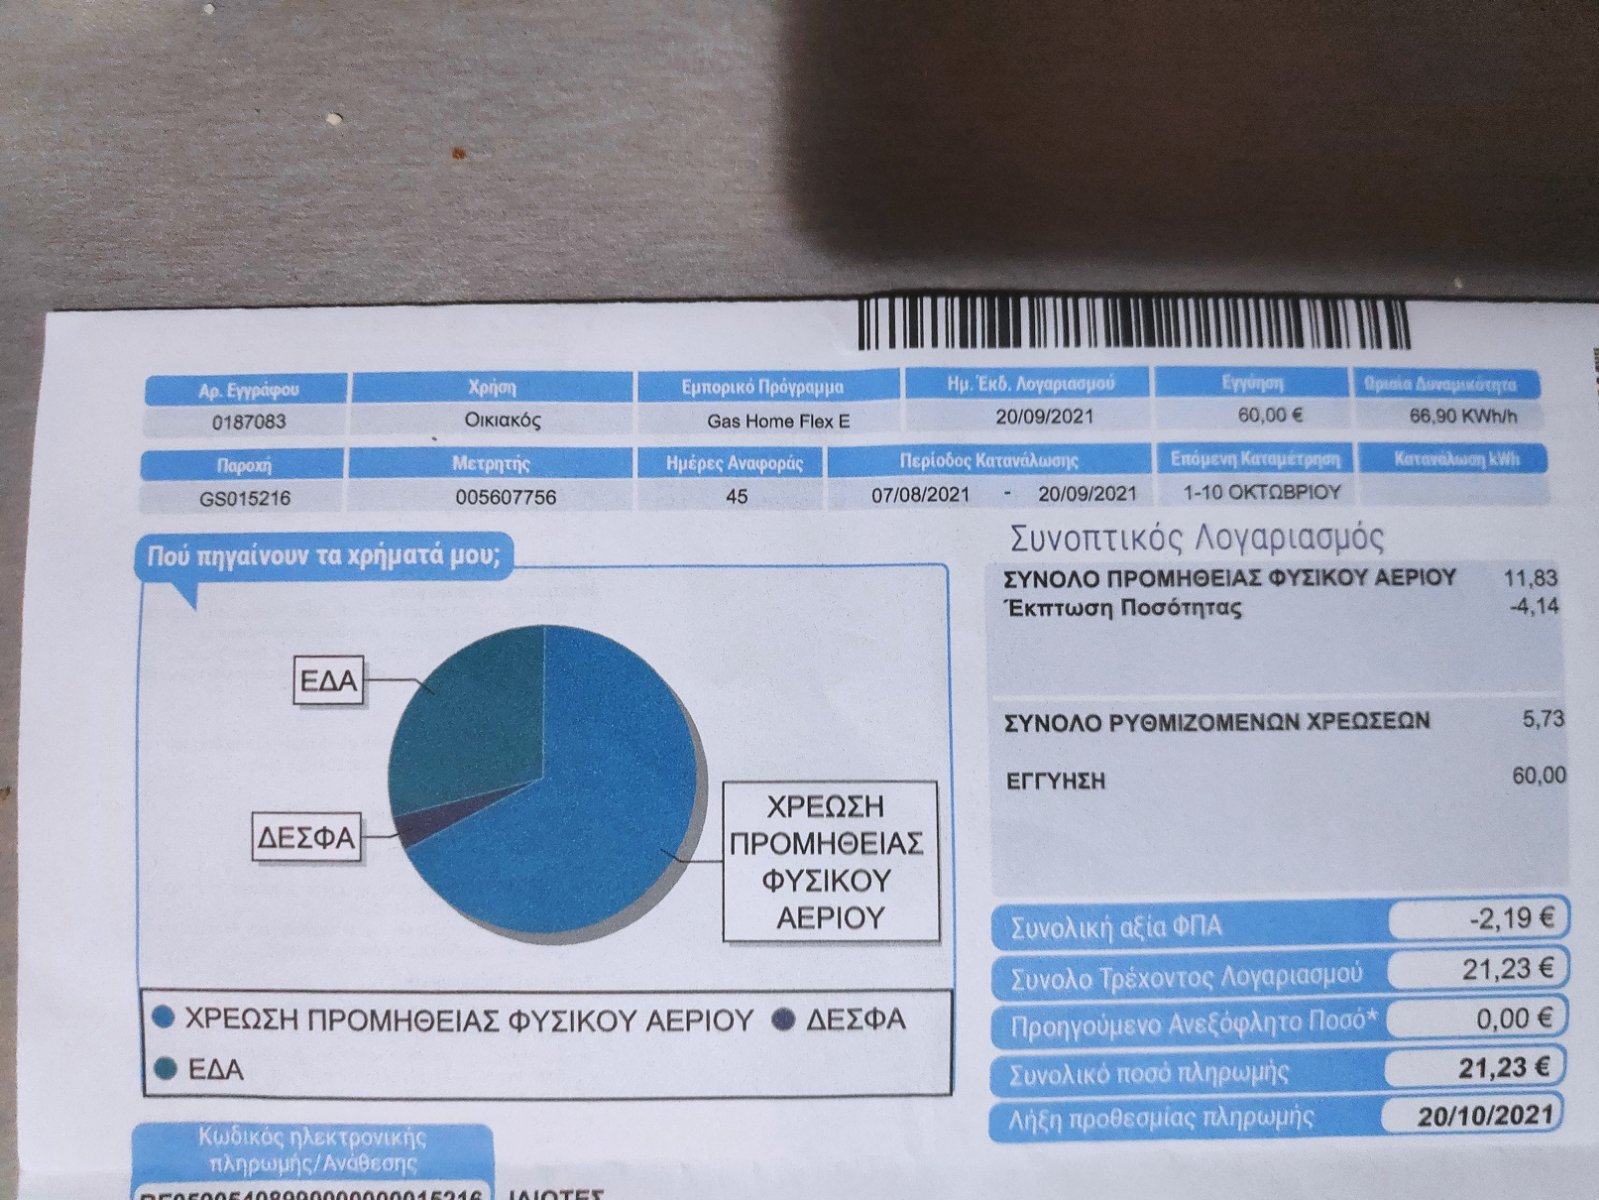 Αρ. Εγγράφου Χρήση Εμπορικό Πρόγραμμα Ημ. Έκδ. Λογαριασμού Εγγύηση Ωριαία Δυναμικότητα
0187083 Οικιακός Gas Home Flex E 20/09/2021 60,00 € 66,90 KWh/h
Παροχή Μετρητής Ημέρες Αναφοράς Περίοδος Κατανάλωσης Επόμενη Καταμέτρηση Κατανάλωση kWh
GS015216 005607756 45 07/08/2021 - 20/09/2021 1-10 ΟΚΤΩΒΡΙΟΥ
Πού πηγαίνουν τα χρήματά μου;
ΕΔΑ
ΔΕΣΦΑ
ΧΡΕΩΣΗ
ΠΡΟΜΗΘΕΙΑΣ
ΦΥΣΙΚΟΥ
ΑΕΡΙΟΥ
ΧΡΕΩΣΗ ΠΡΟΜΗΘΕΙΑΣ ΦΥΣΙΚΟΥ ΑΕΡΙΟΥ ΔΕΣΦΑ
ΕΔΑ
Συνοπτικός Λογαριασμός
ΣΥΝΟΛΟ ΠΡΟΜΗΘΕΙΑΣ ΦΥΣΙΚΟΥ ΑΕΡΙΟΥ 11,83
Έκπτωση Ποσότητας -4,14
ΣΥΝΟΛΟ ΡΥΘΜΙΖΟΜΕΝΩΝ ΧΡΕΩΣΕΩΝ 5,73
ΕΓΓΥΗΣΗ 60,00
Συνολική αξία ΦΠΑ -2,19 €
Συνολο Τρέχοντος Λογαριασμού 21,23 €
Προηγούμενο Ανεξόφλητο Ποσό* 0,00 €
Συνολικό ποσό πληρωμής 21,23 €
Λήξη προθεσμίας πληρωμής 20/10/2021
Κωδικός ηλεκτρονικής
πληρωμής/Ανάθεσης
ΙΔΙΩΤΕΣ